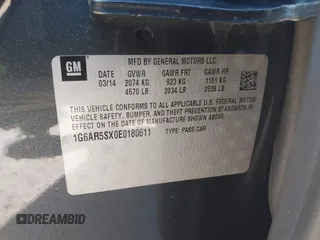 GM
MFD BY GENERAL MOTORS LLC
DATE GVWR GAWR FRT GAWR RR
03/14 2074 KG 923 KG 1151 KG
4570 LB 2034 LB 2536 LB
THIS VEHICLE CONFORMS TO ALL APPLICABLE U.S. FEDERAL MOTOR VEHICLE
SAFETY, BUMPER, AND THEFT PREVENTION STANDARDS IN EFFECT ON
THE DATE OF MANUFACTURE SHOWN ABOVE.
1G6AR5SX0E0180611 TYPE: PASS CAR
DREAMBID